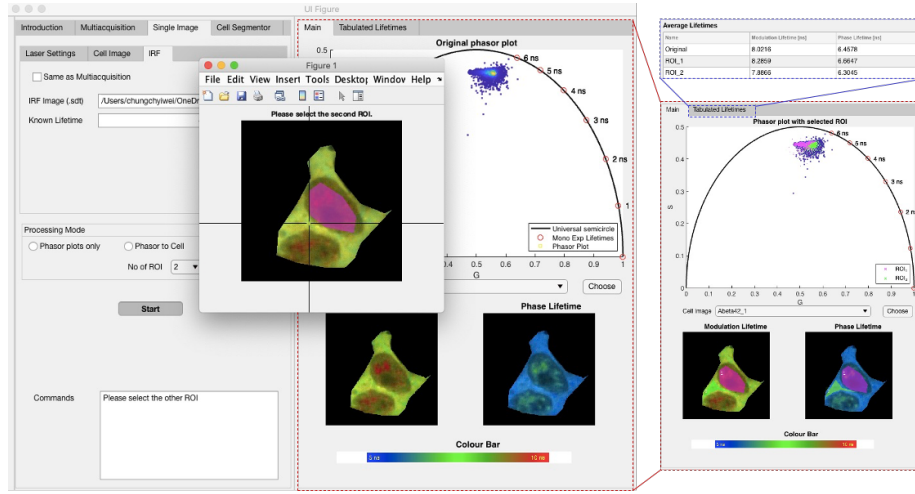 UI Figure
Introduction Multiacquisition Single Image Cell Segmentor
Laser Settings Cell Image IRF
Same as Multiacquisition
IRF Image (.sdt) /Users/chungchyiwei/OneDr
Known Lifetime
Processing Mode
Phasor plots only Phasor to Cell
No of ROI 2
Start
Commands
Please select the other ROI
Figure 1
File Edit View Insert Tools Desktop Window Help
Please select the second ROI.
Main Tabulated Lifetimes
Original phasor plot
0.5
6 ns
5 ns
4 ns
3 ns
2 ns
1
Universal semicircle
Mono Exp Lifetimes
Phasor Plot
0.4 0.5 0.6 0.7 0.8 0.9 1
G
Choose
Phase Lifetime
Colour Bar
5 ns
Average Lifetimes
Name Modulation Lifetime [ns] Phase Lifetime [ns]
Original 8.0216 6.4578
ROI_1 8.2859 6.6647
ROI_2 7.8866 6.3045
Main Tabulated Lifetimes
Phasor plot with selected ROI
0.5
0.4
0.3
0.2
0.1
0
S
6 ns
5 ns
4 ns
3 ns
2 ns
ROI1
ROI2
0 0.1 0.2 0.3 0.4 0.5 0.6 0.7 0.8 0.9 1
G
Cell Image Abeta42_1
Choose
Modulation Lifetime Phase Lifetime
Colour Bar
5 ns